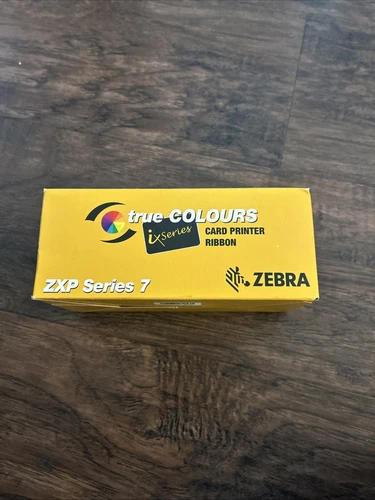 true COLOURS
ix series
CARD PRINTER
RIBBON
ZXP Series 7
ZEBRA